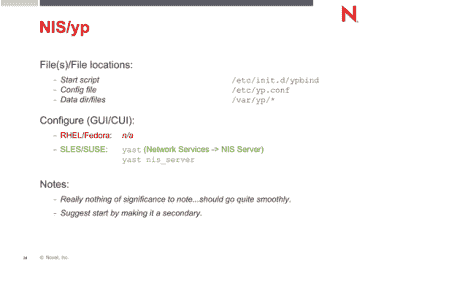 NIS/yp
N
File(s)/File locations:
– Start script /etc/init.d/ypbind
– Config file /etc/yp.conf
– Data dir/files /var/yp/*
Configure (GUI/CUI):
– RHEL/Fedora: n/a
– SLES/SUSE: yast (Network Services -> NIS Server)
yast nis_server
Notes:
– Really nothing of significance to note...should go quite smoothly.
– Suggest start by making it a secondary.
© Novell, Inc.